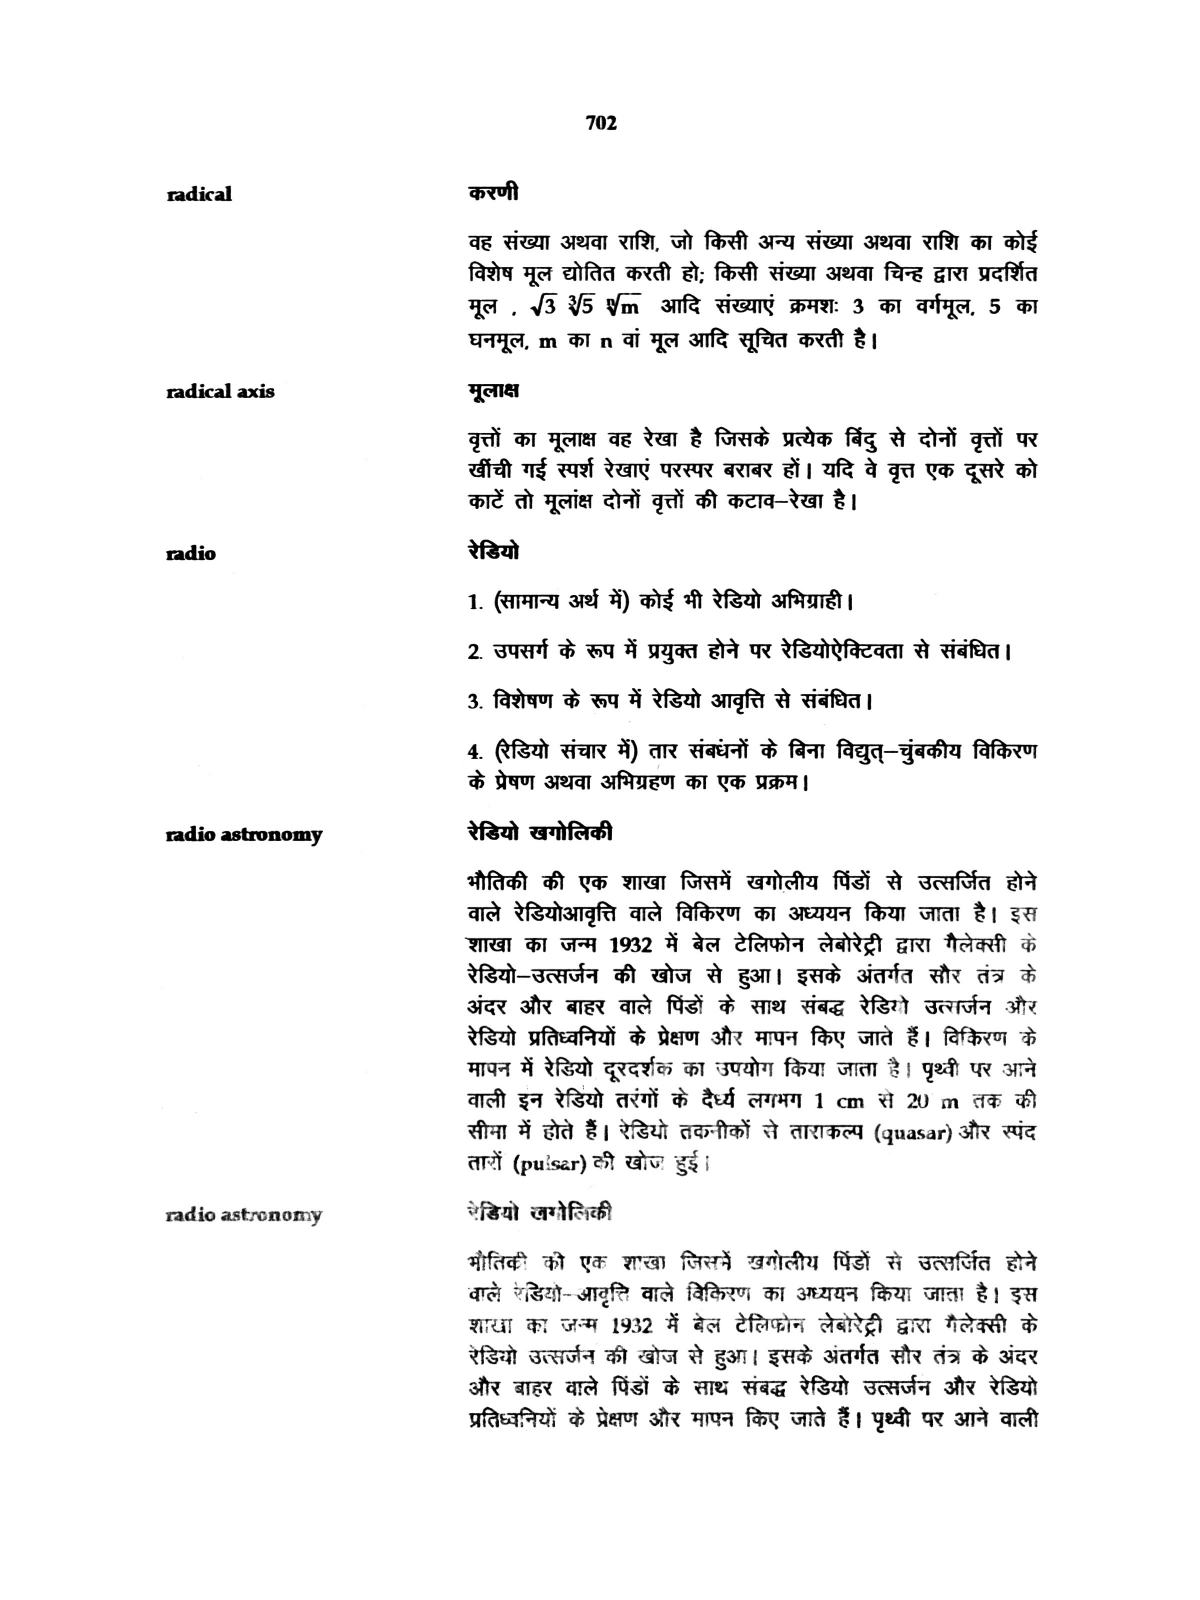 702
radical करणी
वह संख्या अथवा राशि, जो किसी अन्य संख्या अथवा राशि का कोई
विशेष मूल द्योतित करती हो; किसी संख्या अथवा चिन्ह द्वारा प्रदर्शित
मूल , √3 ∛5 ⁿ√m आदि संख्याएं क्रमशः 3 का वर्गमूल, 5 का
घनमूल, m का n वां मूल आदि सूचित करती है।
radical axis मूलाक्ष
वृत्तों का मूलाक्ष वह रेखा है जिसके प्रत्येक बिंदु से दोनों वृत्तों पर
खींची गई स्पर्श रेखाएं परस्पर बराबर हों। यदि वे वृत्त एक दूसरे को
काटें तो मूलांक्ष दोनों वृत्तों की कटाव–रेखा है।
radio रेडियो
1. (सामान्य अर्थ में) कोई भी रेडियो अभिग्राही।
2. उपसर्ग के रूप में प्रयुक्त होने पर रेडियोऐक्टिवता से संबंधित।
3. विशेषण के रूप में रेडियो आवृत्ति से संबंधित।
4. (रेडियो संचार में) तार संबधंनों के बिना विद्युत्–चुंबकीय विकिरण
के प्रेषण अथवा अभिग्रहण का एक प्रक्रम।
radio astronomy रेडियो खगोलिकी
भौतिकी की एक शाखा जिसमें खगोलीय पिंडों से उत्सर्जित होने
वाले रेडियोआवृत्ति वाले विकिरण का अध्ययन किया जाता है। इस
शाखा का जन्म 1932 में बेल टेलिफोन लेबोरेट्री द्वारा गैलेक्सी के
रेडियो–उत्सर्जन की खोज से हुआ। इसके अंतर्गत सौर तंत्र के
अंदर और बाहर वाले पिंडों के साथ संबद्ध रेडियो उत्सर्जन और
रेडियो प्रतिध्वनियों के प्रेक्षण और मापन किए जाते हैं। विकिरण के
मापन में रेडियो दूरदर्शक का उपयोग किया जाता है। पृथ्वी पर आने
वाली इन रेडियो तरंगों के दैर्ध्य लगभग 1 cm से 20 m तक की
सीमा में होते हैं। रेडियो तकनीकों से ताराकल्प (quasar) और स्पंद
तारों (pulsar) की खोज हुई।
radio astronomy रेडियो खगोलिकी
भौतिकी की एक शाखा जिसमें खगोलीय पिंडों से उत्सर्जित होने
वाले रेडियो–आवृत्ति वाले विकिरण का अध्ययन किया जाता है। इस
शाखा का जन्म 1932 में बेल टेलिफोन लेबोरेट्री द्वारा गैलेक्सी के
रेडियो उत्सर्जन की खोज से हुआ। इसके अंतर्गत सौर तंत्र के अंदर
और बाहर वाले पिंडों के साथ संबद्ध रेडियो उत्सर्जन और रेडियो
प्रतिध्वनियों के प्रेक्षण और मापन किए जाते हैं। पृथ्वी पर आने वाली